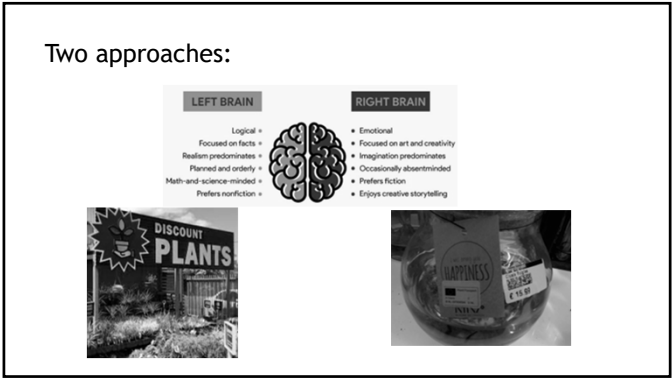 Two approaches:
LEFT BRAIN
Logical
Focused on facts
Realism predominates
Planned and orderly
Math-and-science-minded
Prefers nonfiction
RIGHT BRAIN
Emotional
Focused on art and creativity
Imagination predominates
Occasionally absentminded
Prefers fiction
Enjoys creative storytelling
DISCOUNT
PLANTS
HAPPINESS